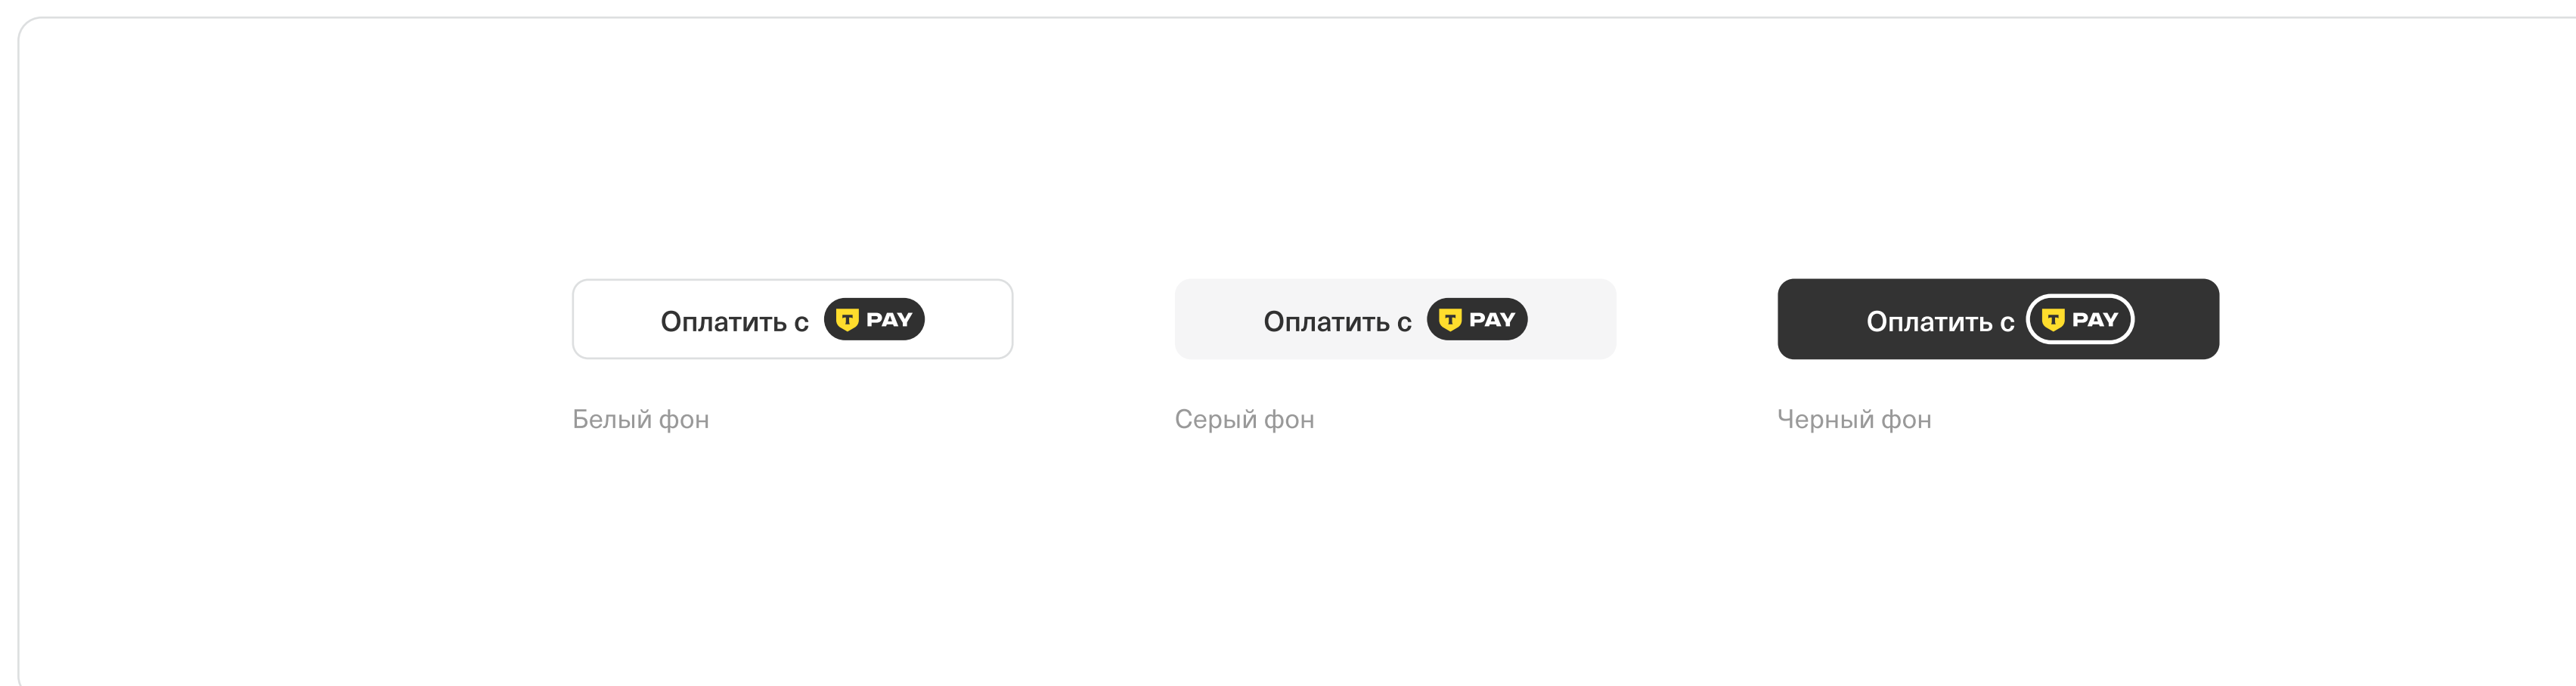 Оплатить с T PAY
Оплатить с T PAY
Оплатить с T PAY
Белый фон
Серый фон
Черный фон